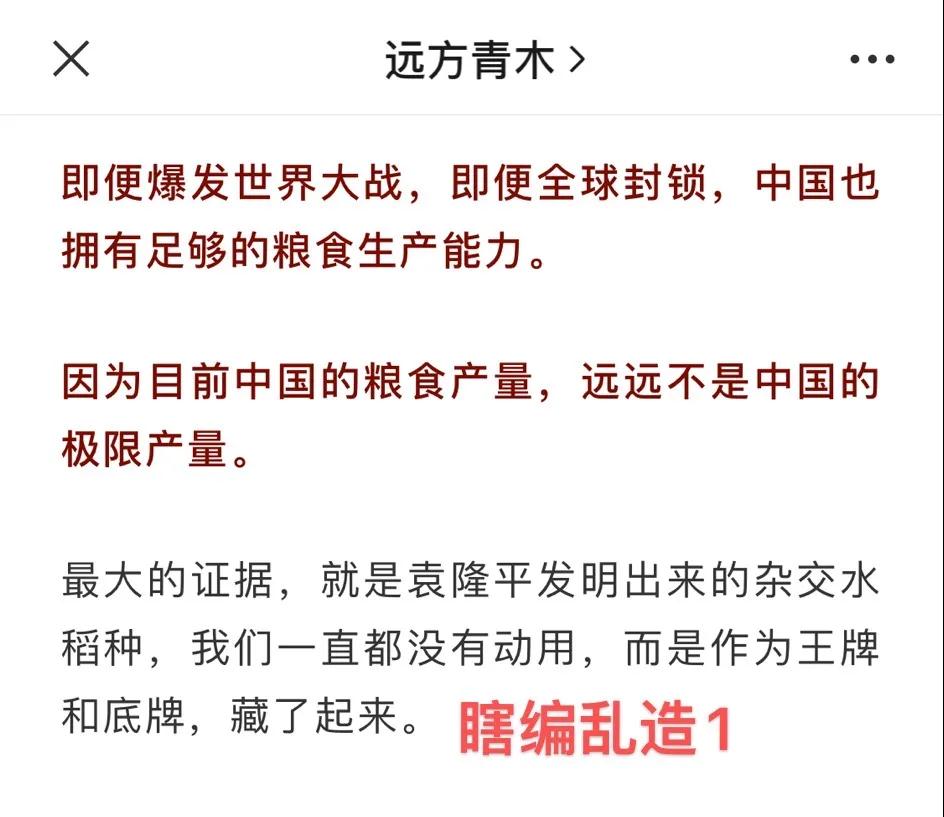 远方青木
即便爆发世界大战，即便全球封锁，中国也
拥有足够的粮食生产能力。
因为目前中国的粮食产量，远远不是中国的
极限产量。
最大的证据，就是袁隆平发明出来的杂交水
稻种，我们一直都没有动用，而是作为王牌
和底牌，藏了起来。 瞎编乱造1